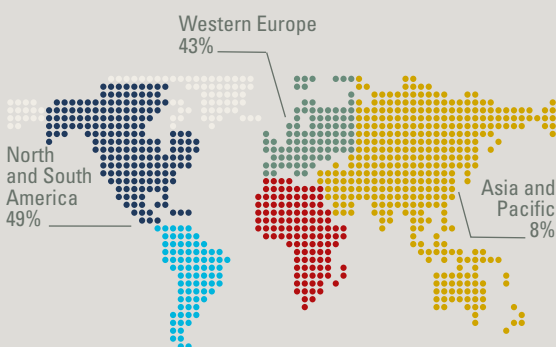 Western Europe
43%
North
and South
America
49%
Asia and
Pacific
8%